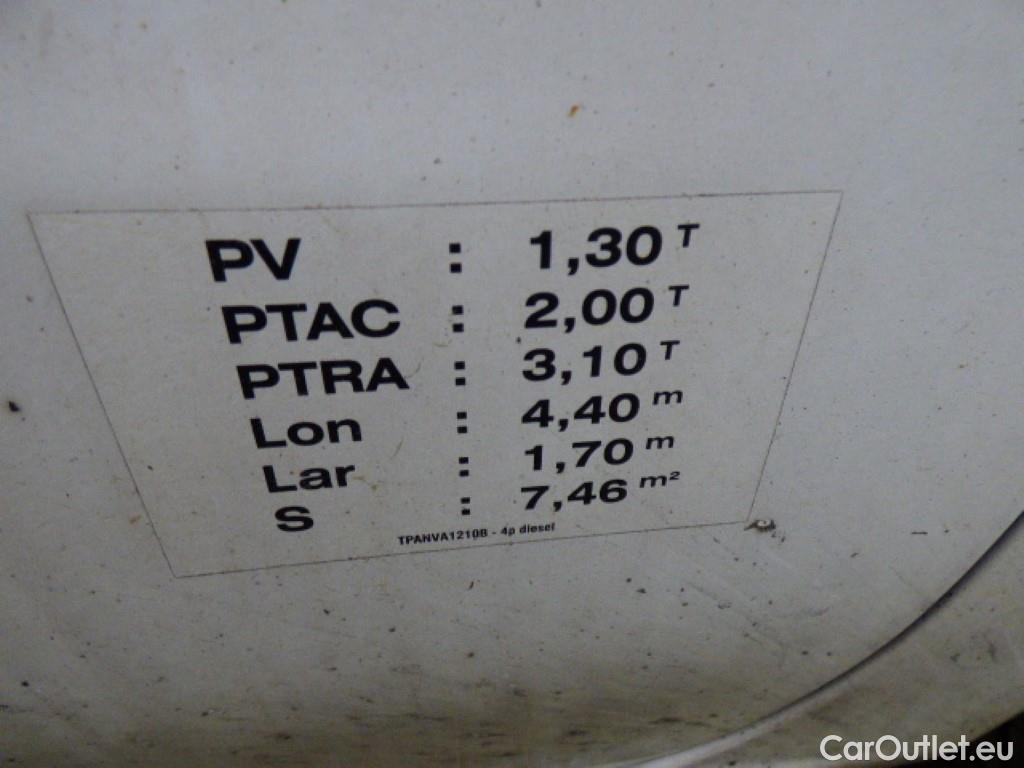 PV : 1,30 T
PTAC : 2,00 T
PTRA : 3,10 T
Lon : 4,40 m
Lar : 1,70 m
S : 7,46 m²
TPANVA1210B - 4p diesel
CarOutlet.eu